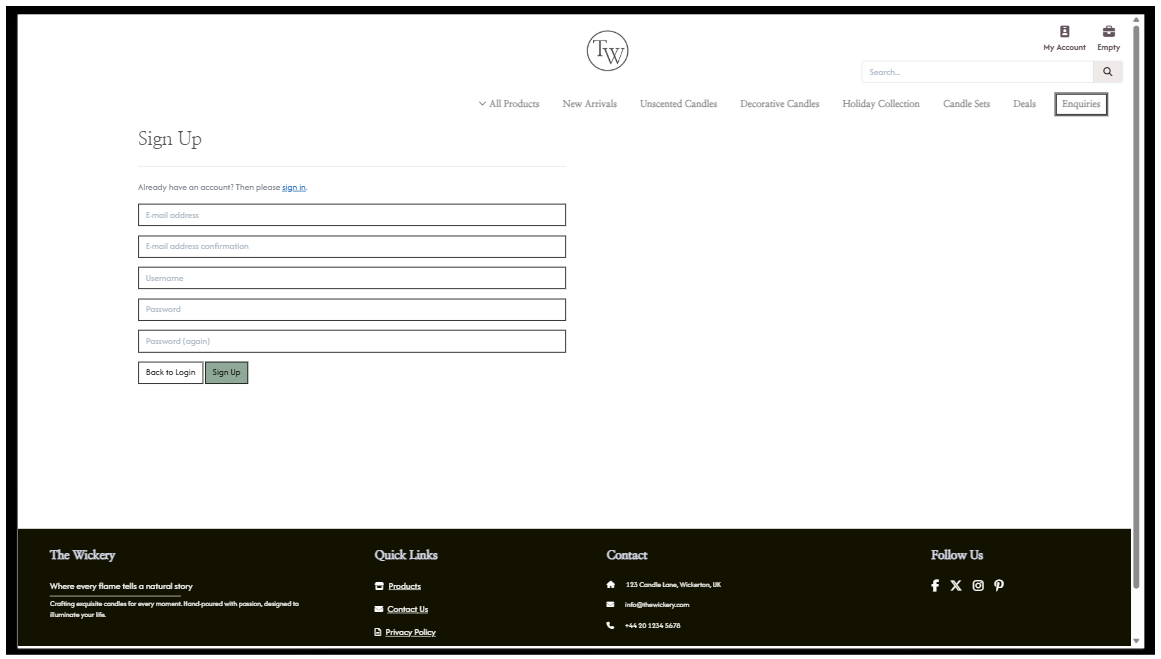 TW
My Account
Empty
Search...
All Products
New Arrivals
Unscented Candles
Decorative Candles
Holiday Collection
Candle Sets
Deals
Enquiries
Sign Up
Already have an account? Then please sign in.
E-mail address
E-mail address confirmation
Username
Password
Password (again)
Back to Login
Sign Up
The Wickery
Where every flame tells a natural story
Crafting exquisite candles for every moment. Hand-poured with passion, designed to
illuminate your life.
Quick Links
Products
Contact Us
Privacy Policy
Contact
123 Candle Lane, Wickerton, UK
info@thewickery.com
+44 20 1234 5678
Follow Us